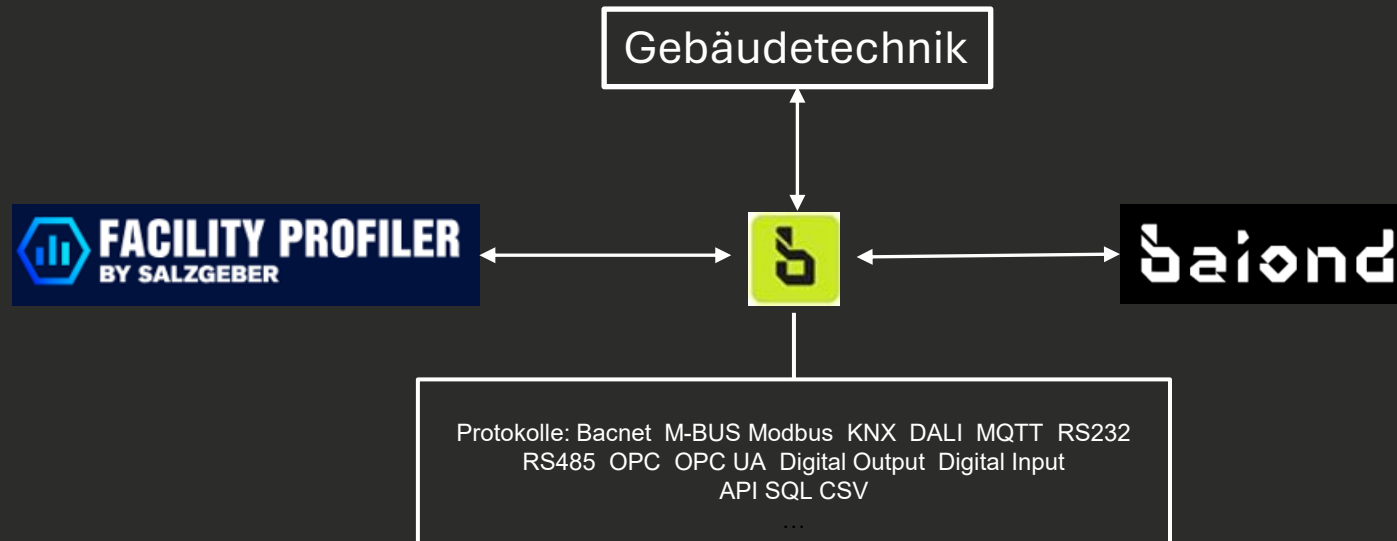 Gebäudetechnik
FACILITY PROFILER
BY SALZGEBER
b
baiond
Protokolle: Bacnet M-BUS Modbus KNX DALI MQTT RS232
RS485 OPC OPC UA Digital Output Digital Input
API SQL CSV
...